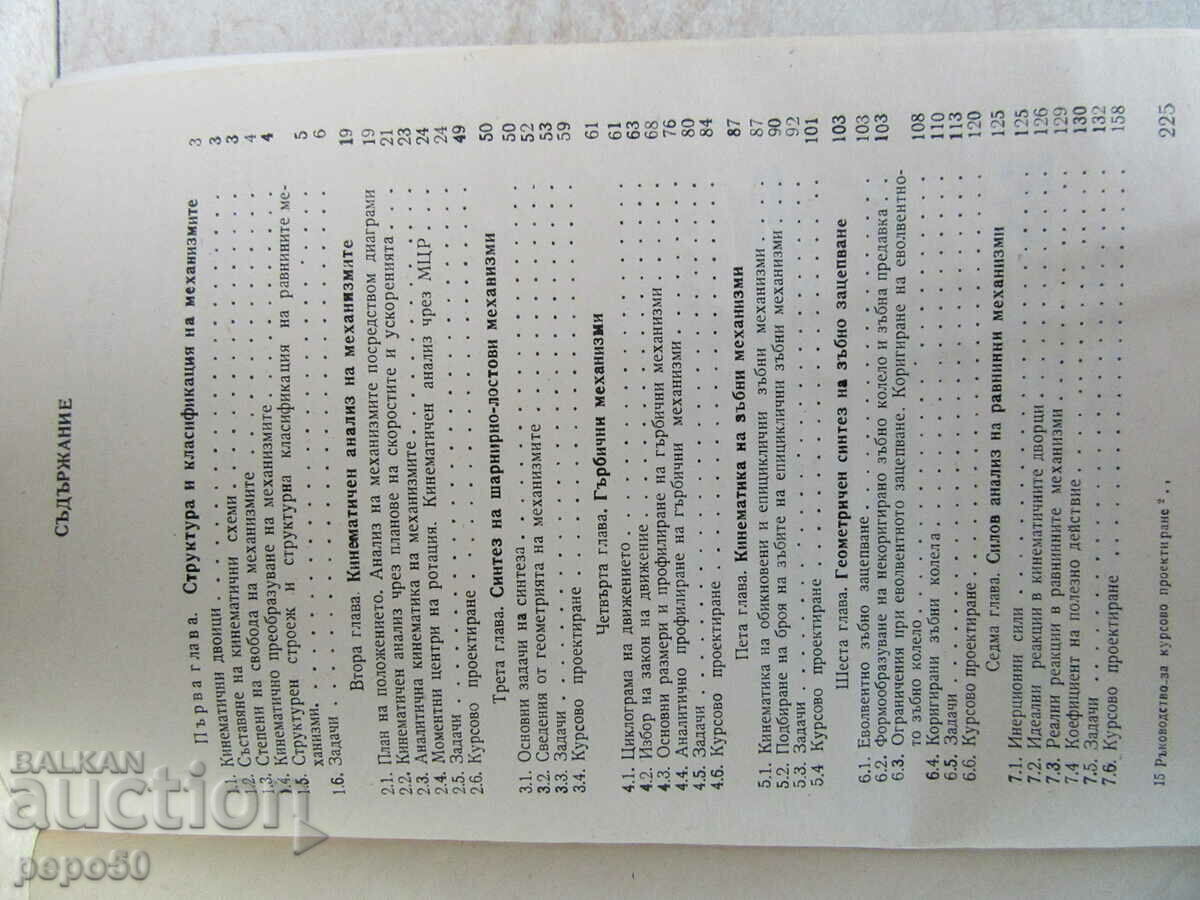 СЪДЪРЖАНИЕ
Първа глава. Структура и класификация на механизмите 3
1.1. Кинематични двоици . . . 3
1.2. Съставяне на кинематични схеми . . . 3
1.3. Степени на свобода на механизмите . . . 4
1.4. Кинематично преобразуване на механизмите . . . 4
1.5. Структурен строеж и структурна класификация на равнините ме-
ханизми . . . 5
1.6. Задачи . . . 6
Втора глава. Кинематичен анализ на механизмите 19
2.1. План на положението. Анализ на механизмите посредством диаграми 19
2.2. Кинематичен анализ чрез планове на скоростите и ускоренията . . 21
2.3. Аналитична кинематика на механизмите . . . 23
2.4. Моментни центри на ротация. Кинематичен анализ чрез МЦР . . 24
2.5. Задачи . . . 24
2.6. Курсово проектиране . . . 49
Трета глава. Синтез на шарнирно-лостови механизми 50
3.1. Основни задачи на синтеза . . . 50
3.2. Сведения от геометрията на механизмите . . . 52
3.3. Задачи . . . 53
3.4. Курсово проектиране . . . 59
Четвърта глава. Гърбични механизми 61
4.1. Циклограма на движението . . . 61
4.2. Избор на закон на движение . . . 63
4.3. Основни размери и профилиране на гърбични механизми . . . 68
4.4. Аналитично профилиране на гърбични механизми . . . 76
4.5. Задачи . . . 80
4.6. Курсово проектиране . . . 84
Пета глава. Кинематика на зъбни механизми 87
5.1. Кинематика на обикновени и епициклични зъбни механизми . . . 87
5.2. Подбиране на броя на зъбите на епициклични зъбни механизми . . 90
5.3. Задачи . . . 92
5.4 Курсово проектиране . . . 101
Шеста глава. Геометричен синтез на зъбно зацепване 103
6.1. Еволвентно зъбно зацепване . . . 103
6.2. Формообразуване на некоригирано зъбно колело и зъбна предавка . . 103
6.3. Ограничения при еволвентното зацепване. Коригиране на еволвентно-
то зъбно колело . . . 108
6.4. Коригирани зъбни колела . . . 110
6.5. Задачи . . . 113
6.6. Курсово проектиране . . . 120
Седма глава. Силов анализ на равнинни механизми 125
7.1. Инерционни сили . . . 125
7.2. Идеални реакции в кинематичните дворци . . . 126
7.3. Реални реакции в равнинните механизми . . . 129
7.4 Коефициент на полезно действие . . . 130
7.5. Задачи . . . 132
7.6. Курсово проектиране . . . 158
15 Ръководство за курсово проектиране 225
BALKAN
auction
pepo50